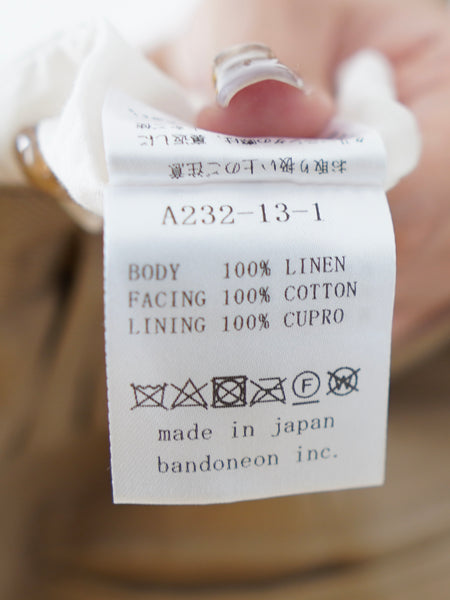 お取り扱い上のご注意
A232-13-1
BODY 100% LINEN
FACING 100% COTTON
LINING 100% CUPRO
F
W
made in japan
bandoneon inc.